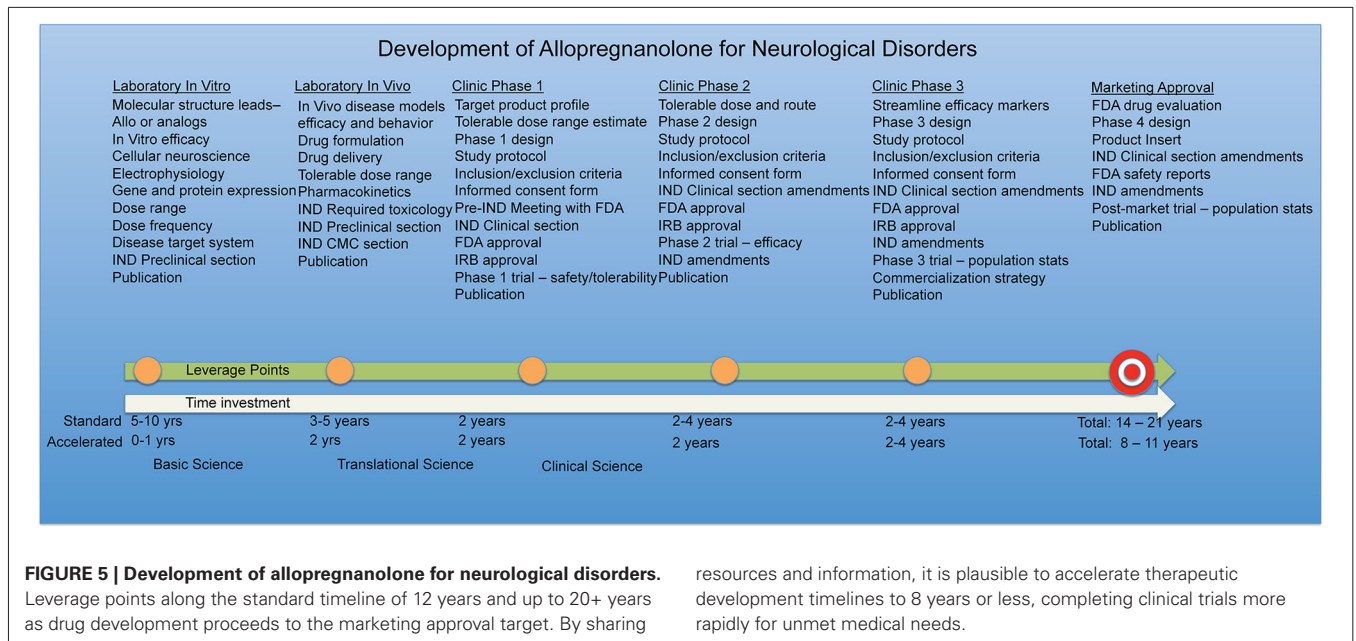 Development of Allopregnanolone for Neurological Disorders
Laboratory In Vitro
Molecular structure leads–
Allo or analogs
In Vitro efficacy
Cellular neuroscience
Electrophysiology
Gene and protein expression
Dose range
Dose frequency
Disease target system
IND Preclinical section
Publication
Laboratory In Vivo
In Vivo disease models
efficacy and behavior
Drug formulation
Drug delivery
Tolerable dose range
Pharmacokinetics
IND Required toxicology
IND Preclinical section
IND CMC section
Publication
Clinic Phase 1
Target product profile
Tolerable dose range estimate
Phase 1 design
Study protocol
Inclusion/exclusion criteria
Informed consent form
Pre-IND Meeting with FDA
IND Clinical section
FDA approval
IRB approval
Phase 1 trial – safety/tolerability
Publication
Clinic Phase 2
Tolerable dose and route
Phase 2 design
Study protocol
Inclusion/exclusion criteria
Informed consent form
IND Clinical section amendments
FDA approval
IRB approval
Phase 2 trial – efficacy
IND amendments
Publication
Clinic Phase 3
Streamline efficacy markers
Phase 3 design
Study protocol
Inclusion/exclusion criteria
Informed consent form
IND Clinical section amendments
FDA approval
IRB approval
IND amendments
Phase 3 trial – population stats
Commercialization strategy
Publication
Marketing Approval
FDA drug evaluation
Phase 4 design
Product Insert
IND Clinical section amendments
FDA safety reports
IND amendments
Post-market trial – population stats
Publication
Leverage Points
Time investment
Standard 5-10 years 3-5 years 2 years 2-4 years 2-4 years Total: 14 – 21 years
Accelerated 0-1 yrs 2 yrs 2 years 2 years 2-4 years Total: 8 – 11 years
Basic Science Translational Science Clinical Science
FIGURE 5 | Development of allopregnanolone for neurological disorders.
Leverage points along the standard timeline of 12 years and up to 20+ years
as drug development proceeds to the marketing approval target. By sharing
resources and information, it is plausible to accelerate therapeutic
development timelines to 8 years or less, completing clinical trials more
rapidly for unmet medical needs.